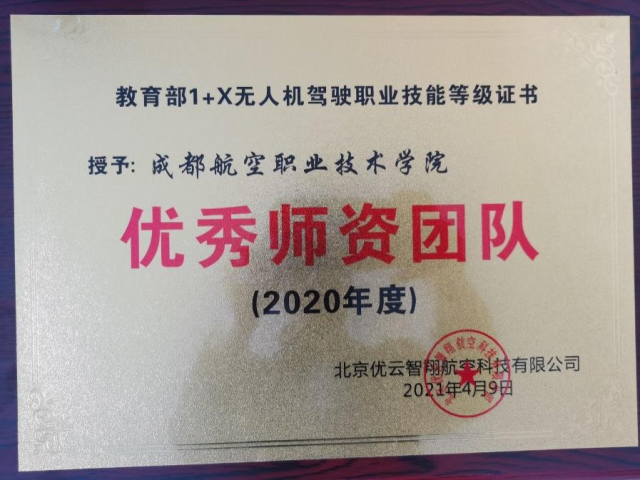 教育部1+X无人机驾驶职业技能等级证书
授予: 成都航空职业技术学院
优秀师资团队
(2020年度)
北京优云智翔航空科技有限公司
2021年4月9日